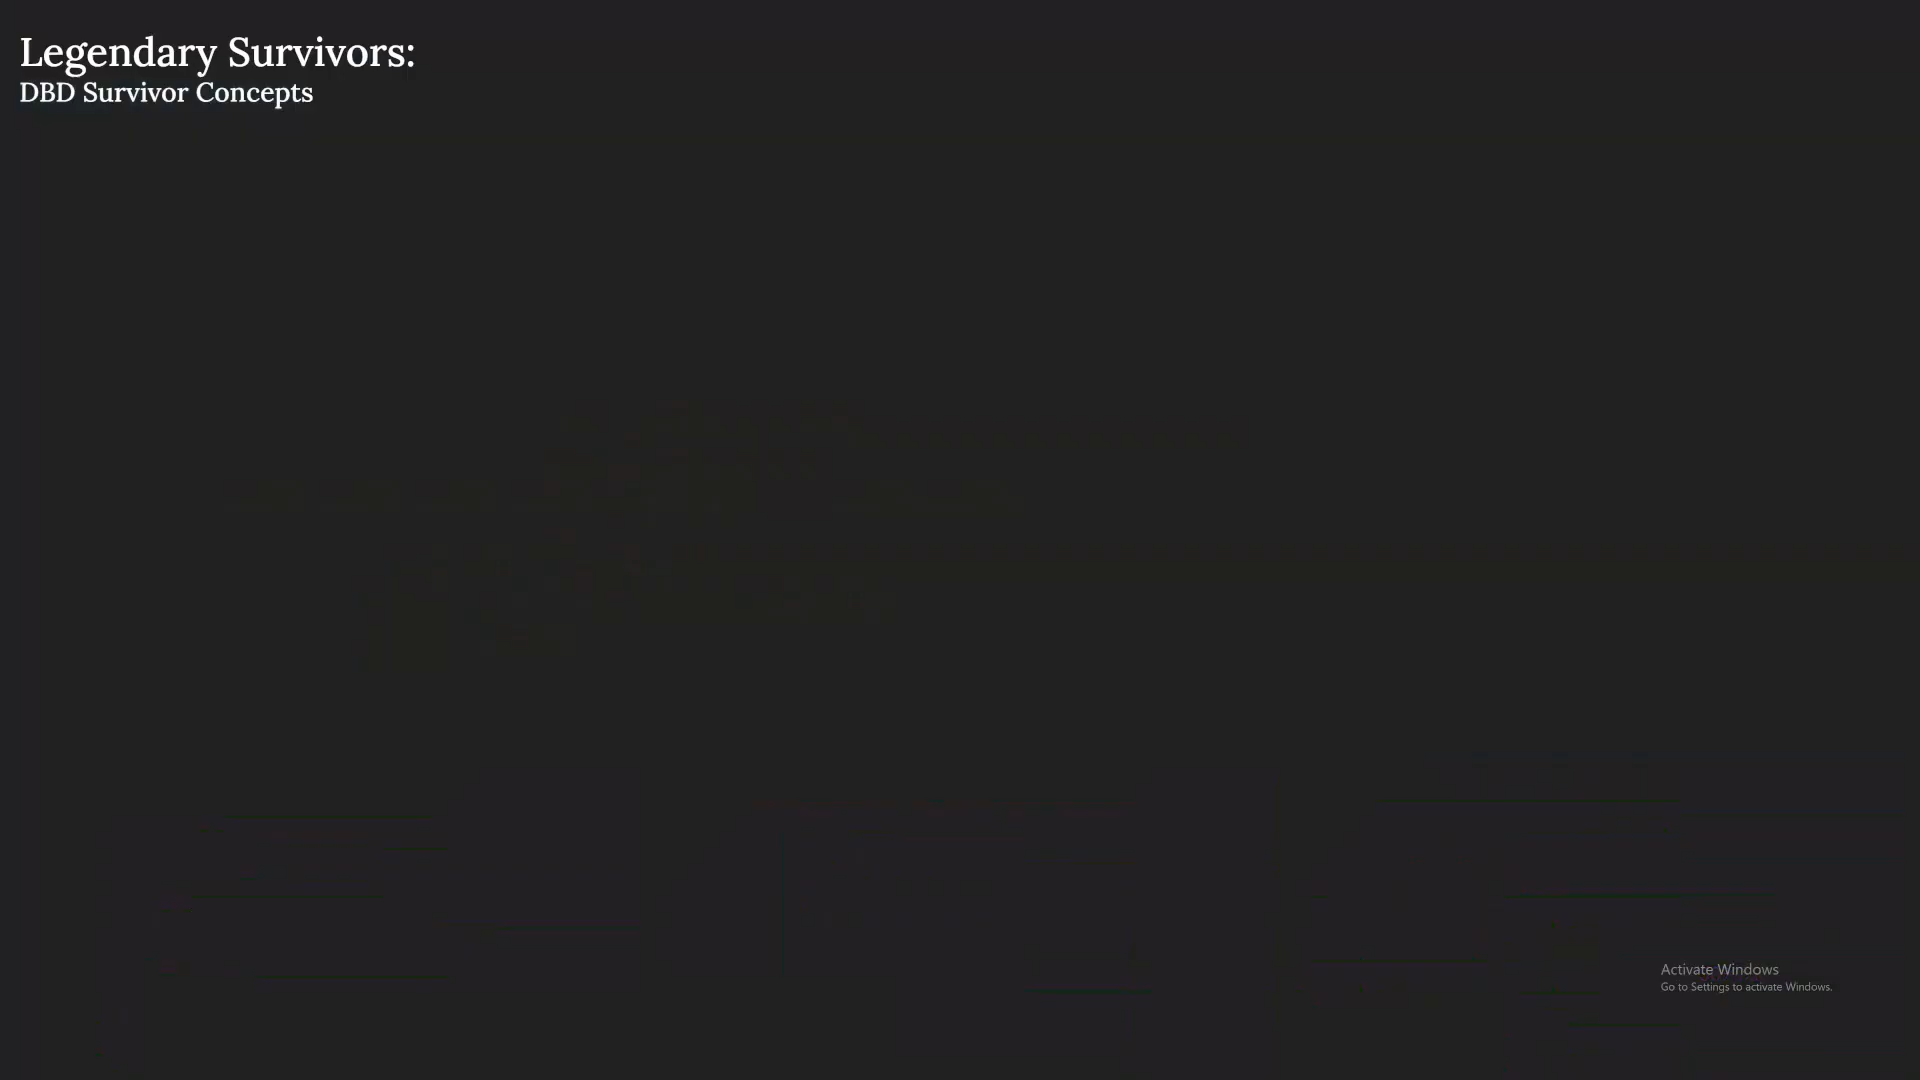 Legendary Survivors:
DBD Survivor Concepts
Activate Windows
Go to Settings to activate Windows.